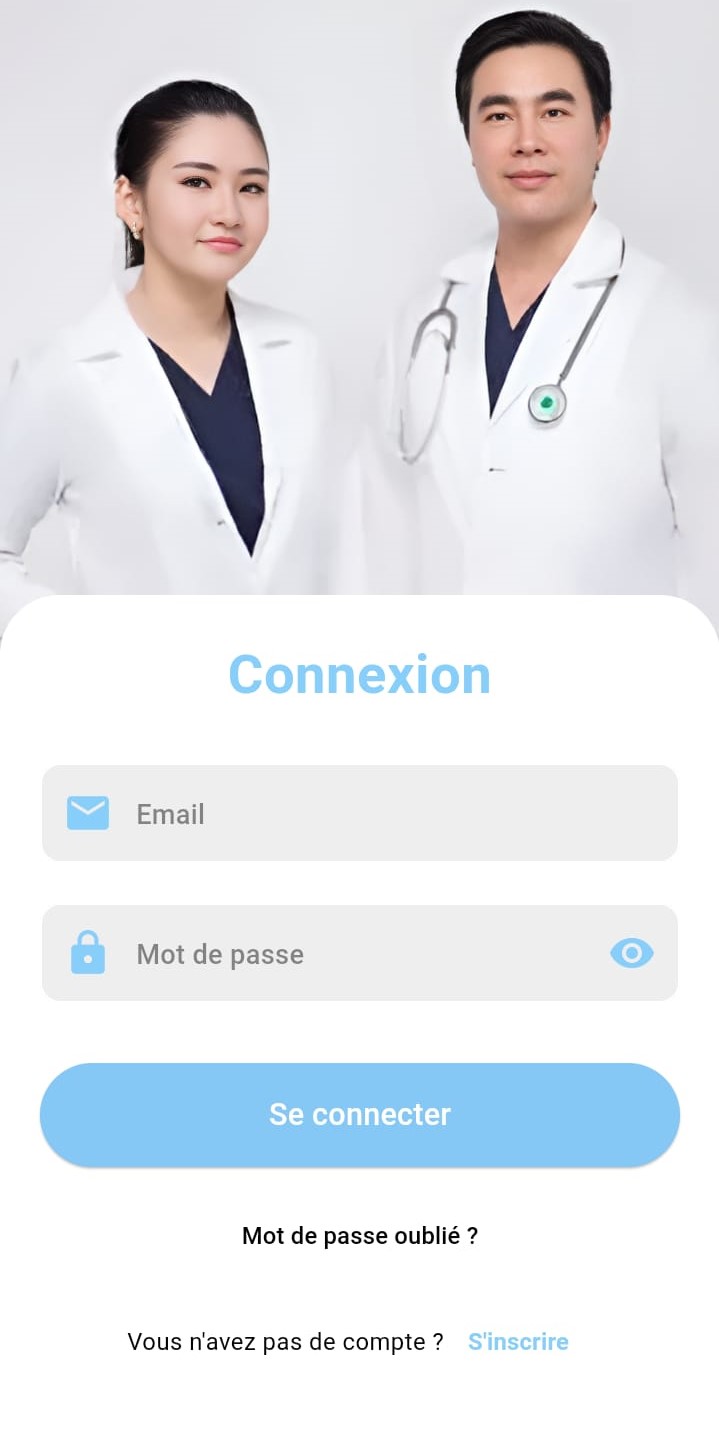 Connexion
Email
Mot de passe
Se connecter
Mot de passe oublié ?
Vous n'avez pas de compte ? S'inscrire